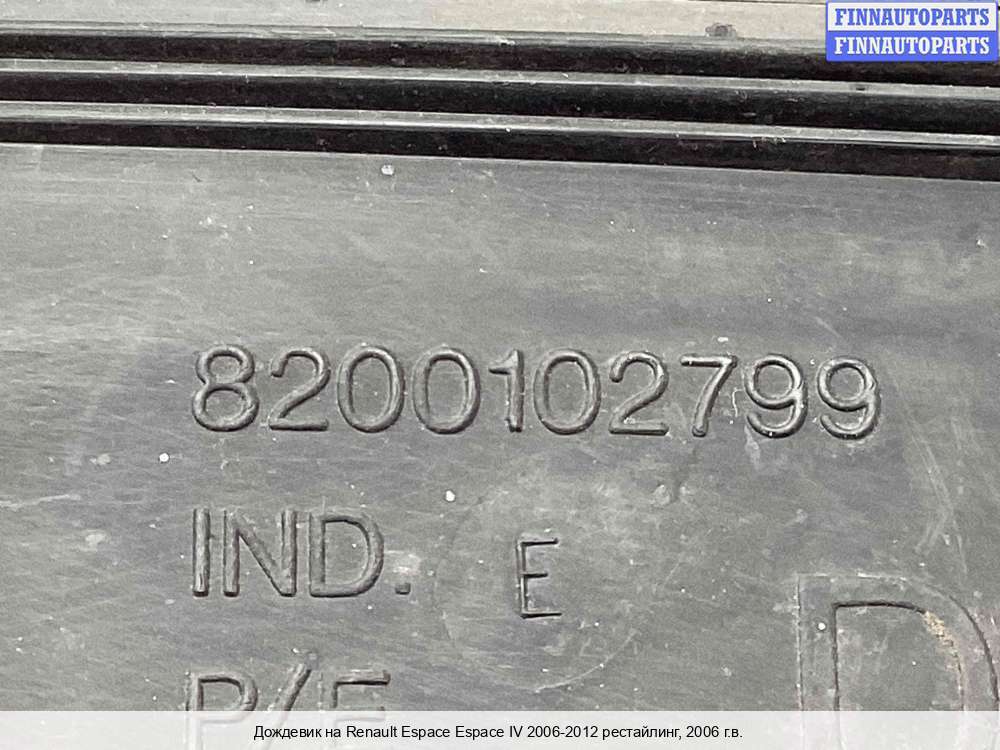 FINNAUTOPARTS
FINNAUTOPARTS
8200102799
IND. E
P/E
D
Дождевик на Renault Espace Espace IV 2006-2012 рестайлинг, 2006 г.в.